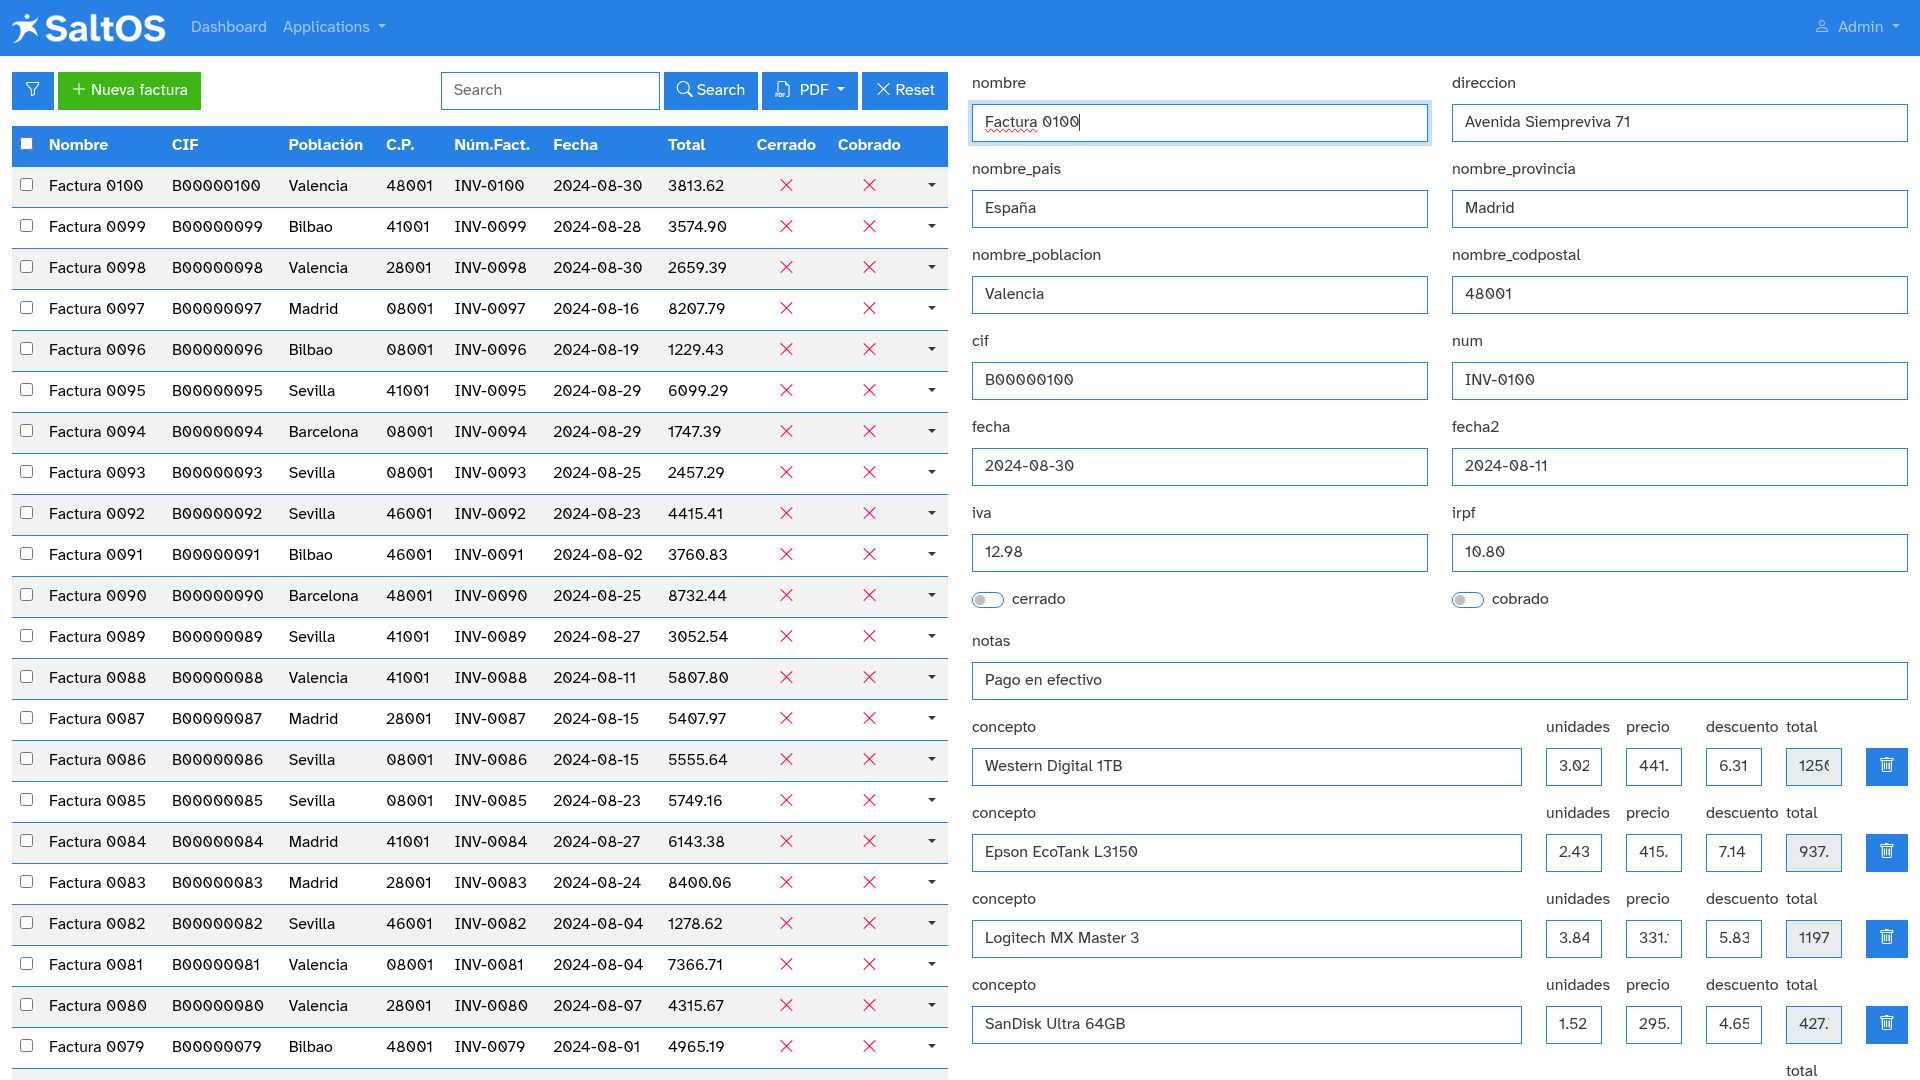 SaltOS Dashboard Applications Admin
Nueva factura Search Search PDF Reset
Nombre CIF Población C.P. Núm.Fact. Fecha Total Cerrado Cobrado
Factura 0100 B00000100 Valencia 48001 INV-0100 2024-08-30 3813.62
Factura 0099 B00000099 Bilbao 41001 INV-0099 2024-08-28 3574.90
Factura 0098 B00000098 Valencia 28001 INV-0098 2024-08-30 2659.39
Factura 0097 B00000097 Madrid 08001 INV-0097 2024-08-16 8207.79
Factura 0096 B00000096 Bilbao 08001 INV-0096 2024-08-19 1229.43
Factura 0095 B00000095 Sevilla 41001 INV-0095 2024-08-29 6099.29
Factura 0094 B00000094 Barcelona 08001 INV-0094 2024-08-29 1747.39
Factura 0093 B00000093 Sevilla 08001 INV-0093 2024-08-25 2457.29
Factura 0092 B00000092 Sevilla 46001 INV-0092 2024-08-23 4415.41
Factura 0091 B00000091 Bilbao 46001 INV-0091 2024-08-02 3760.83
Factura 0090 B00000090 Barcelona 48001 INV-0090 2024-08-25 8732.44
Factura 0089 B00000089 Sevilla 41001 INV-0089 2024-08-27 3052.54
Factura 0088 B00000088 Valencia 41001 INV-0088 2024-08-11 5807.80
Factura 0087 B00000087 Madrid 28001 INV-0087 2024-08-15 5407.97
Factura 0086 B00000086 Sevilla 08001 INV-0086 2024-08-15 5555.64
Factura 0085 B00000085 Sevilla 08001 INV-0085 2024-08-23 5749.16
Factura 0084 B00000084 Madrid 41001 INV-0084 2024-08-27 6143.38
Factura 0083 B00000083 Madrid 28001 INV-0083 2024-08-24 8400.06
Factura 0082 B00000082 Sevilla 46001 INV-0082 2024-08-04 1278.62
Factura 0081 B00000081 Valencia 08001 INV-0081 2024-08-04 7366.71
Factura 0080 B00000080 Valencia 28001 INV-0080 2024-08-07 4315.67
Factura 0079 B00000079 Bilbao 48001 INV-0079 2024-08-01 4965.19
nombre direccion
Factura 0100 Avenida Siempreviva 71
nombre_pais nombre_provincia
España Madrid
nombre_poblacion nombre_codpostal
Valencia 48001
cif num
B00000100 INV-0100
fecha fecha2
2024-08-30 2024-08-11
iva irpf
12.98 10.80
cerrado cobrado
notas
Pago en efectivo
concepto unidades precio descuento total
Western Digital 1TB 3.02 441. 6.31
concepto unidades precio descuento total
Epson EcoTank L3150 2.43 415. 7.14 937.
concepto unidades precio descuento total
Logitech MX Master 3 3.84 331. 5.83 1197
concepto unidades precio descuento total
SanDisk Ultra 64GB 1.52 295. 4.65 427.
total